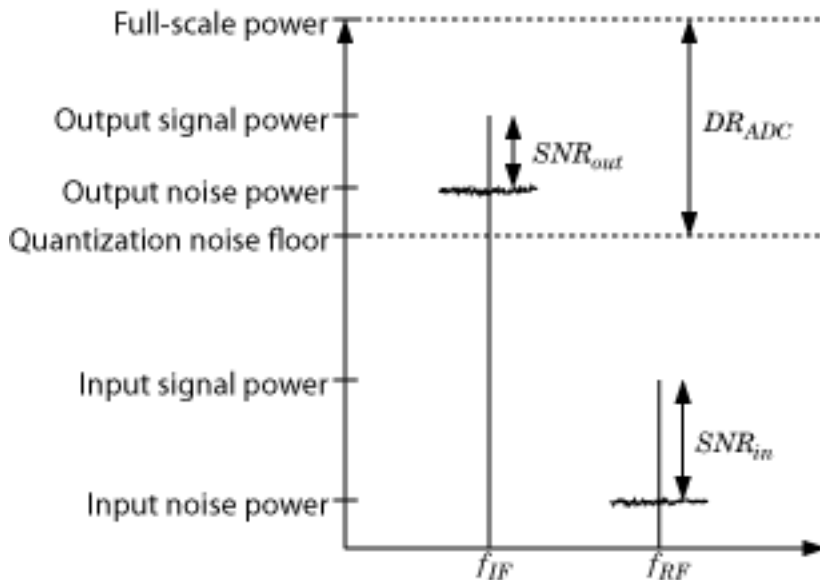 Full-scale power
Output signal power
SNR_out
DR_ADC
Output noise power
Quantization noise floor
Input signal power
SNR_in
Input noise power
f_IF
f_RF